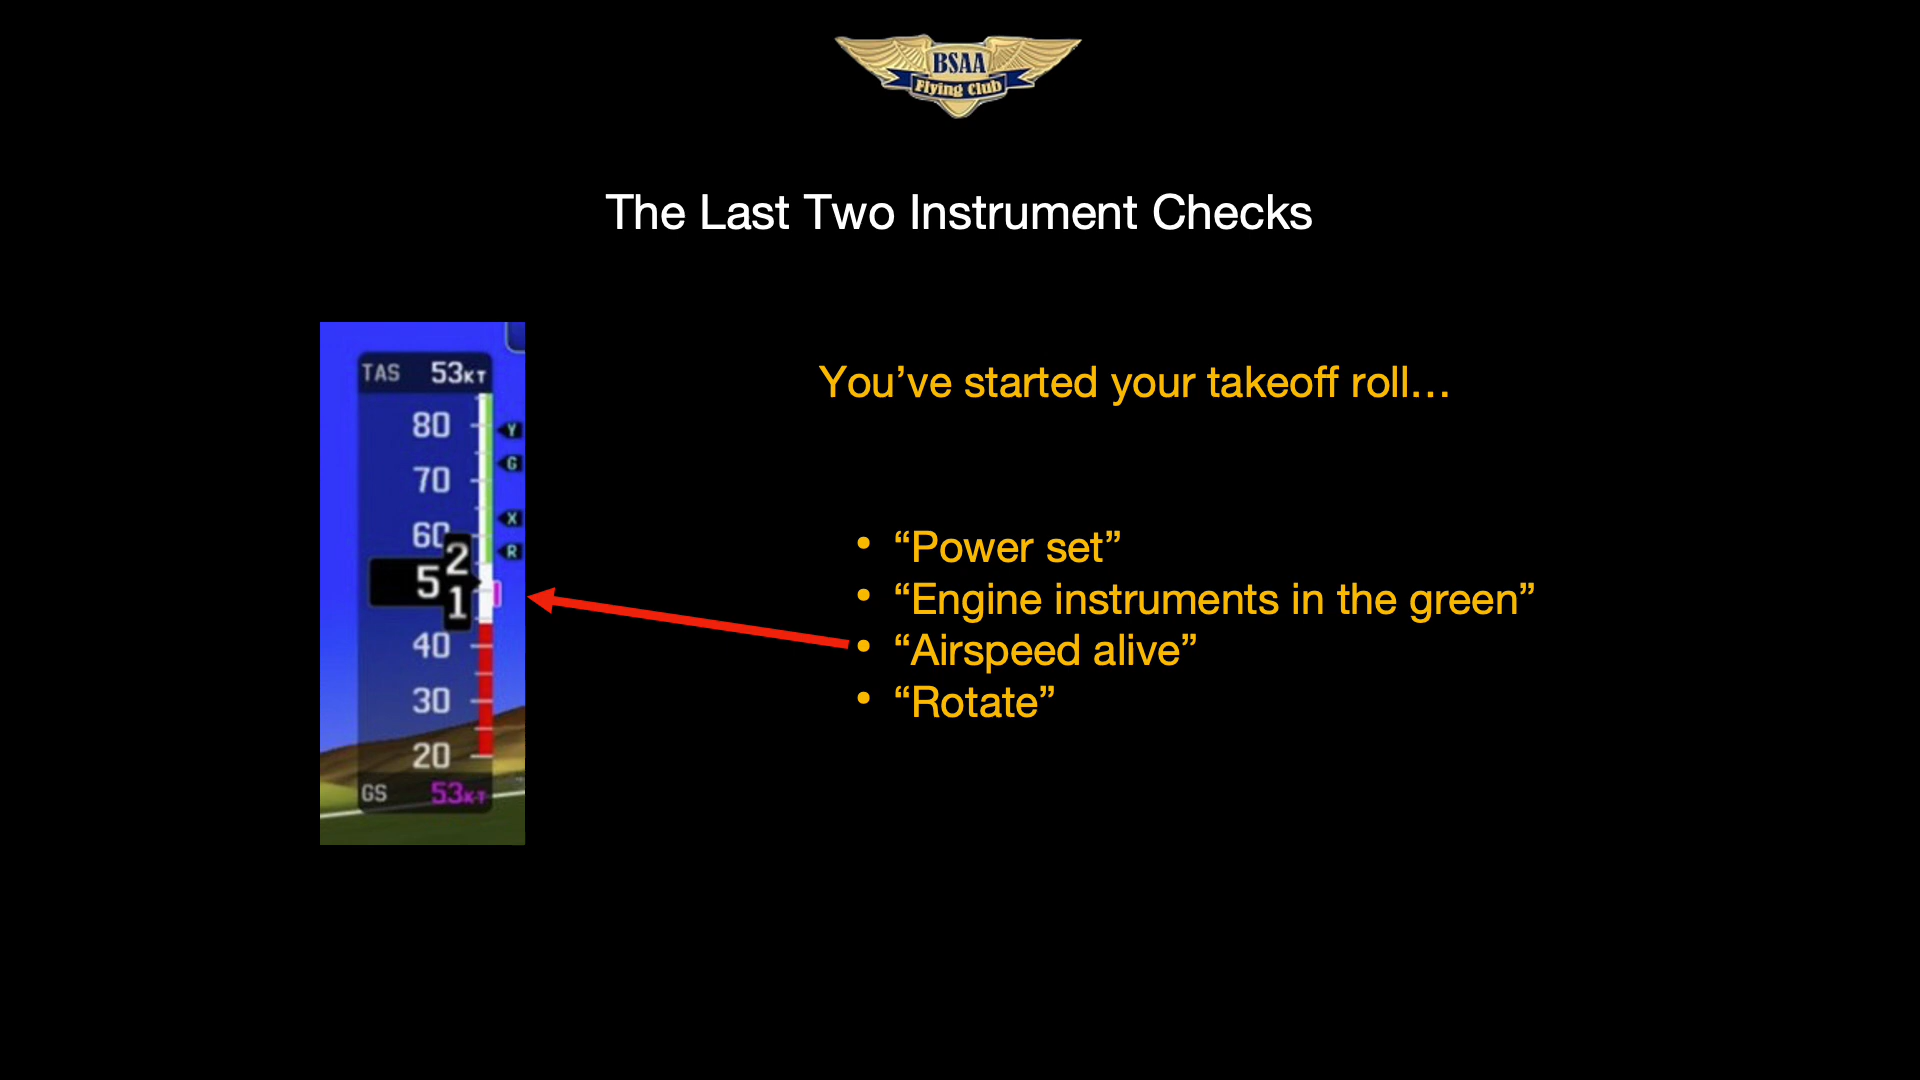 BSAA
Flying Club
The Last Two Instrument Checks
TAS 53KT
80
Y
G
70
X
60
R
2
5
1
40
30
20
GS 53KT
You’ve started your takeoff roll…
• “Power set”
• “Engine instruments in the green”
• “Airspeed alive”
• “Rotate”